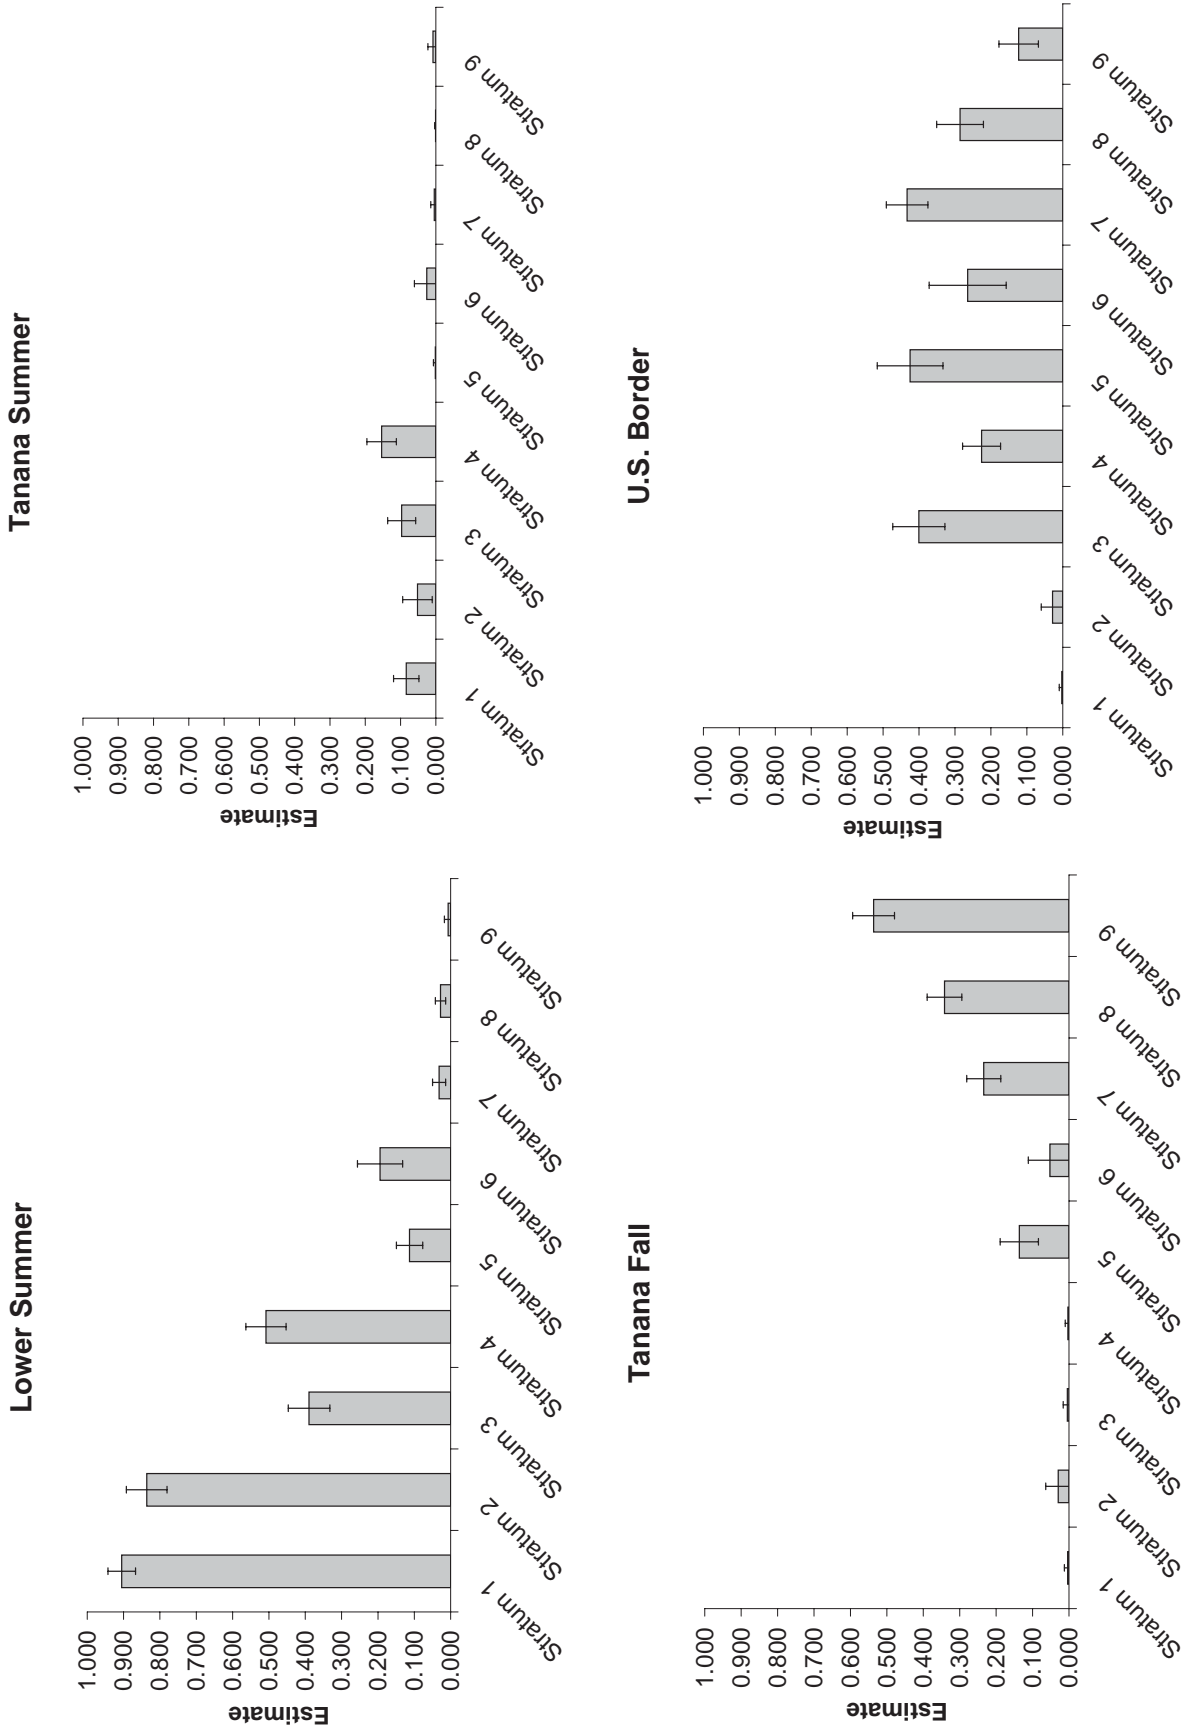 Lower Summer
1.000
0.900
0.800
0.700
0.600
0.500
0.400
0.300
0.200
0.100
0.000
Estimate
Stratum 1
Stratum 2
Stratum 3
Stratum 4
Stratum 5
Stratum 6
Stratum 7
Stratum 8
Stratum 9
Tanana Summer
1.000
0.900
0.800
0.700
0.600
0.500
0.400
0.300
0.200
0.100
0.000
Estimate
Stratum 1
Stratum 2
Stratum 3
Stratum 4
Stratum 5
Stratum 6
Stratum 7
Stratum 8
Stratum 9
Tanana Fall
1.000
0.900
0.800
0.700
0.600
0.500
0.400
0.300
0.200
0.100
0.000
Estimate
Stratum 1
Stratum 2
Stratum 3
Stratum 4
Stratum 5
Stratum 6
Stratum 7
Stratum 8
Stratum 9
U.S. Border
1.000
0.900
0.800
0.700
0.600
0.500
0.400
0.300
0.200
0.100
0.000
Estimate
Stratum 1
Stratum 2
Stratum 3
Stratum 4
Stratum 5
Stratum 6
Stratum 7
Stratum 8
Stratum 9